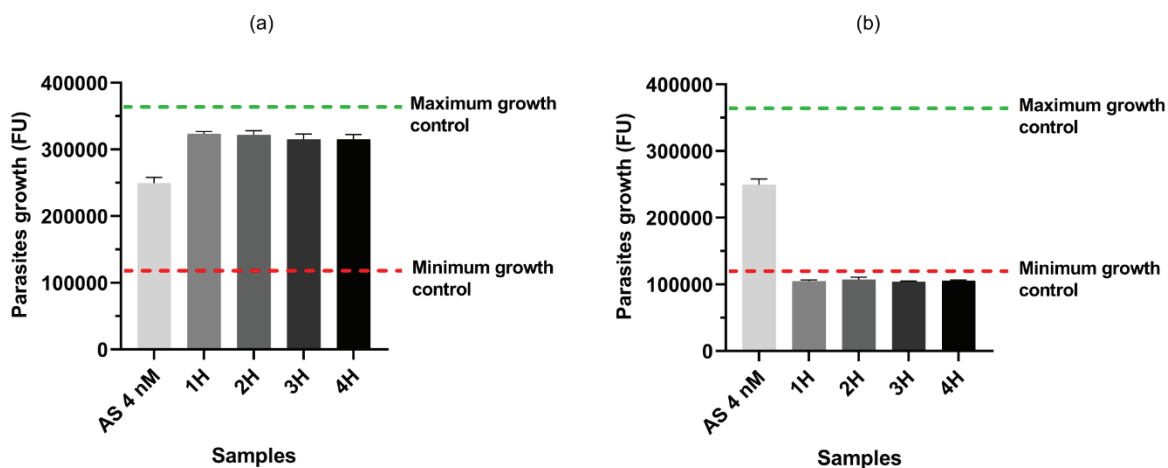 (a)
Parasites growth (FU)
400000
300000
200000
100000
0
Maximum growth
control
Minimum growth
control
AS 4 nM
1H
2H
3H
4H
Samples
(b)
Parasites growth (FU)
400000
300000
200000
100000
0
Maximum growth
control
Minimum growth
control
AS 4 nM
1H
2H
3H
4H
Samples